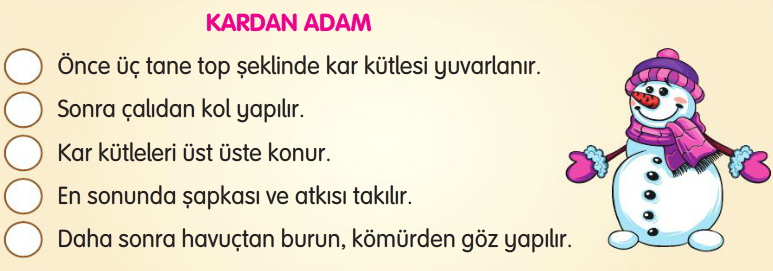 KARDAN ADAM
Önce üç tane top şeklinde kar kütlesi yuvarlanır.
Sonra çalıdan kol yapılır.
Kar kütleleri üst üste konur.
En sonunda şapkası ve atkısı takılır.
Daha sonra havuçtan burun, kömürden göz yapılır.